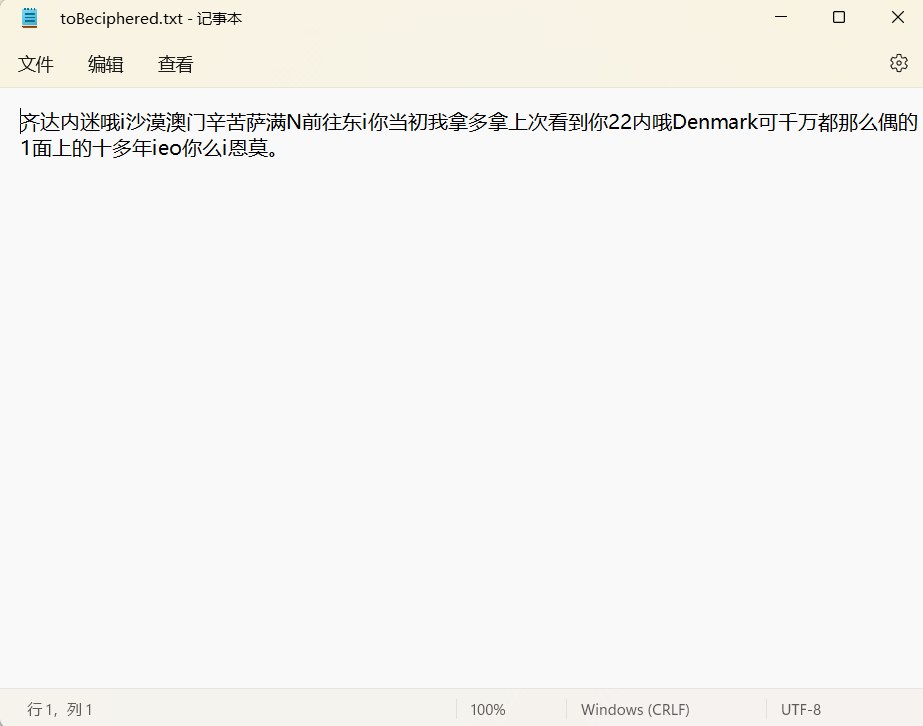 toBeciphered.txt - 记事本
文件 编辑 查看
齐达内迷哦i沙漠澳门辛苦萨满N前往东i你当初我拿多拿上次看到你22内哦Denmark可千万都那么偶的
1面上的十多年ieo你么i恩莫。
行 1，列 1 100% Windows (CRLF) UTF-8